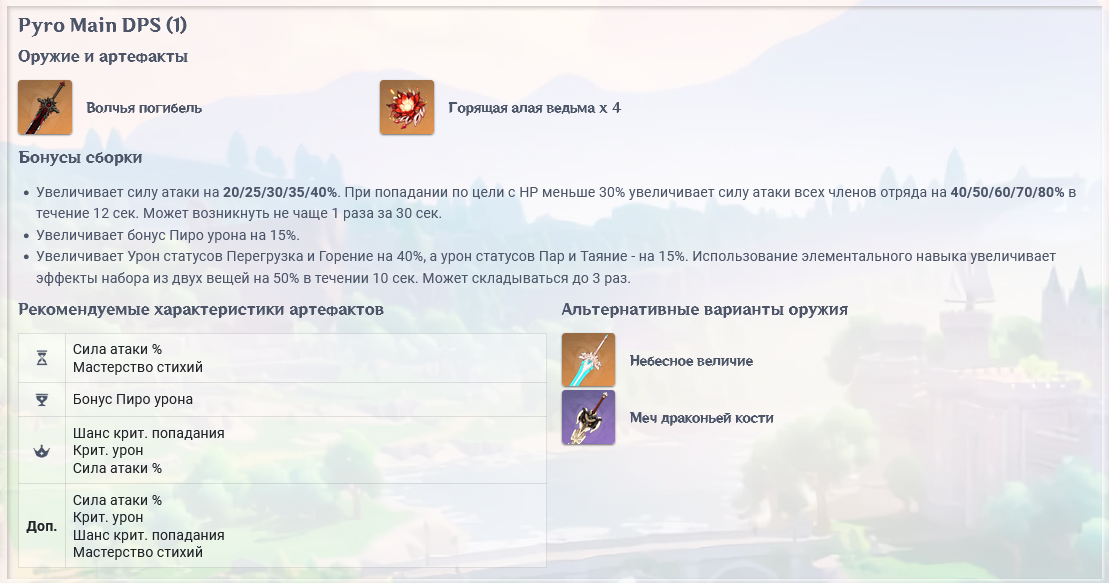 Pyro Main DPS (1)
Оружие и артефакты
Волчья погибель
Горящая алая ведьма x 4
Бонусы сборки
Увеличивает силу атаки на 20/25/30/35/40%. При попадании по цели с HP меньше 30% увеличивает силу атаки всех членов отряда на 40/50/60/70/80% в
течение 12 сек. Может возникнуть не чаще 1 раза за 30 сек.
Увеличивает бонус Пиро урона на 15%.
Увеличивает Урон статусов Перегрузка и Горение на 40%, а урон статусов Пар и Таяние - на 15%. Использование элементального навыка увеличивает
эффекты набора из двух вещей на 50% в течении 10 сек. Может складываться до 3 раз.
Рекомендуемые характеристики артефактов
Сила атаки %
Мастерство стихий
Бонус Пиро урона
Шанс крит. попадания
Крит. урон
Сила атаки %
Доп.
Сила атаки %
Крит. урон
Шанс крит. попадания
Мастерство стихий
Альтернативные варианты оружия
Небесное величие
Меч драконьей кости